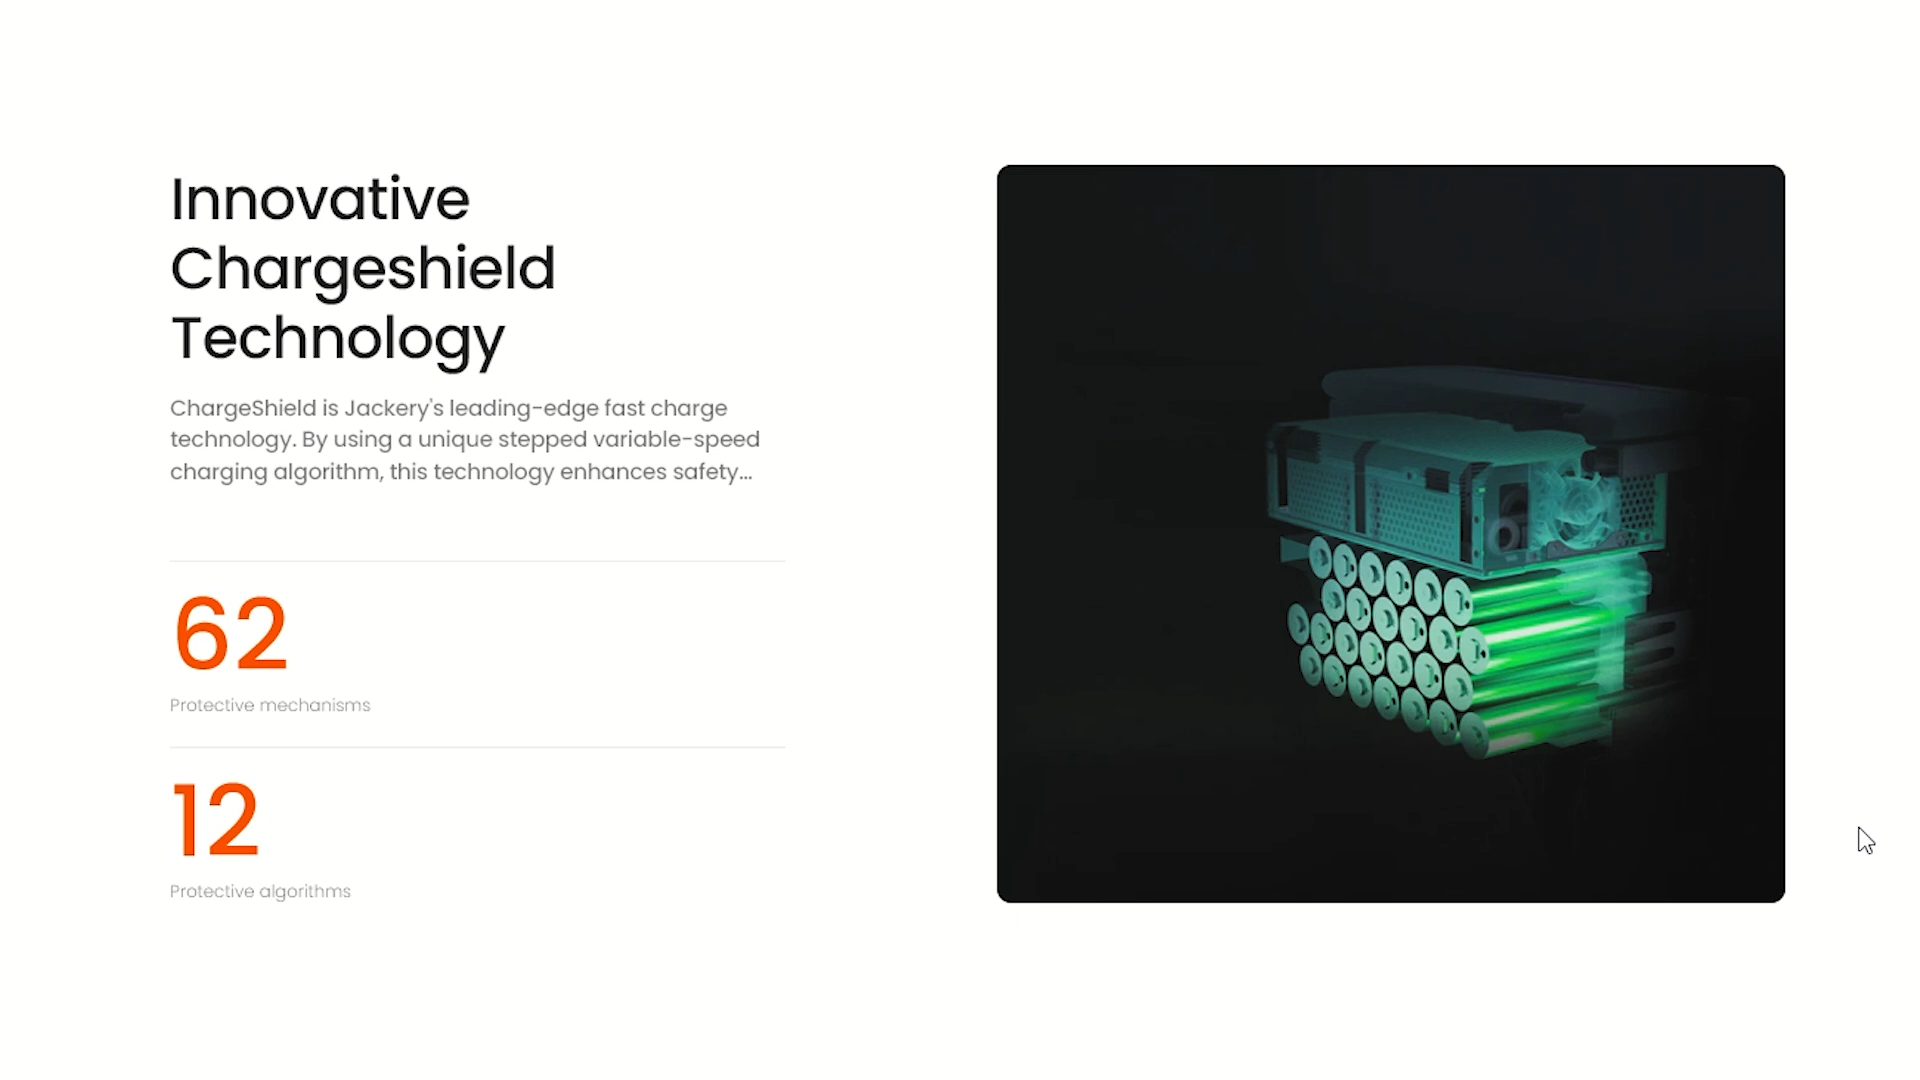 Innovative
Chargeshield
Technology
ChargeShield is Jackery's leading-edge fast charge
technology. By using a unique stepped variable-speed
charging algorithm, this technology enhances safety...
62
Protective mechanisms
12
Protective algorithms